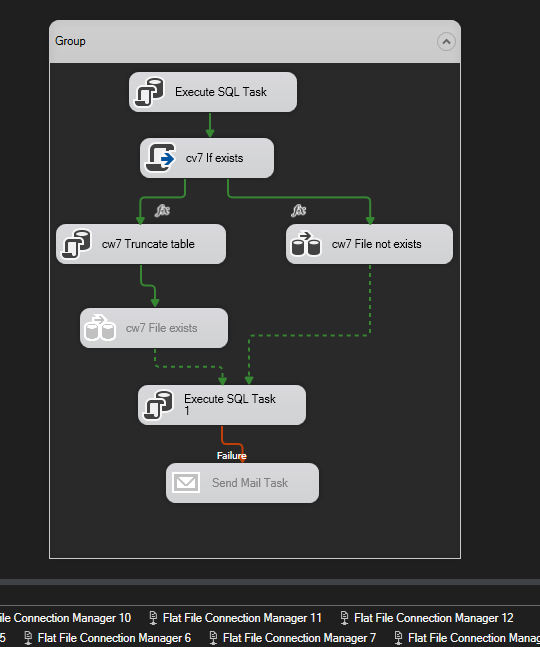 Group
Execute SQL Task
cv7 If exists
fx fx
cw7 Truncate table
cw7 File not exists
cw7 File exists
Execute SQL Task
1
Failure
Send Mail Task
ile Connection Manager 10 Flat File Connection Manager 11 Flat File Connection Manager 12
5 Flat File Connection Manager 6 Flat File Connection Manager 7 Flat File Connection Manag